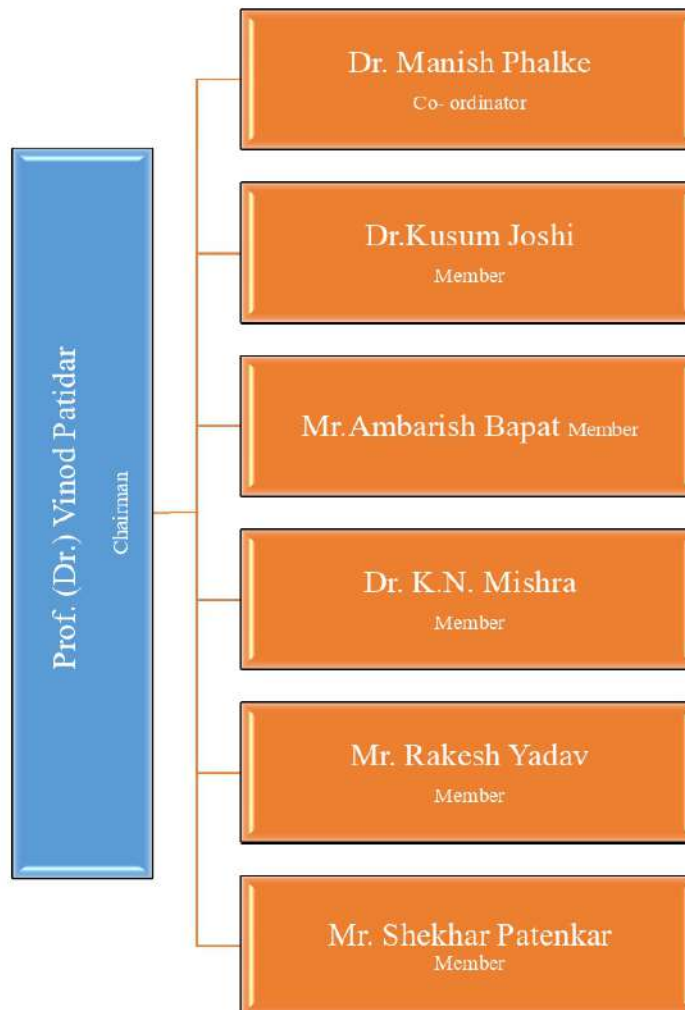 Prof. (Dr.) Vinod Patidar
Chairman
Dr. Manish Phalke
Co- ordinator
Dr.Kusum Joshi
Member
Mr.Ambarish Bapat Member
Dr. K.N. Mishra
Member
Mr. Rakesh Yadav
Member
Mr. Shekhar Patenkar
Member